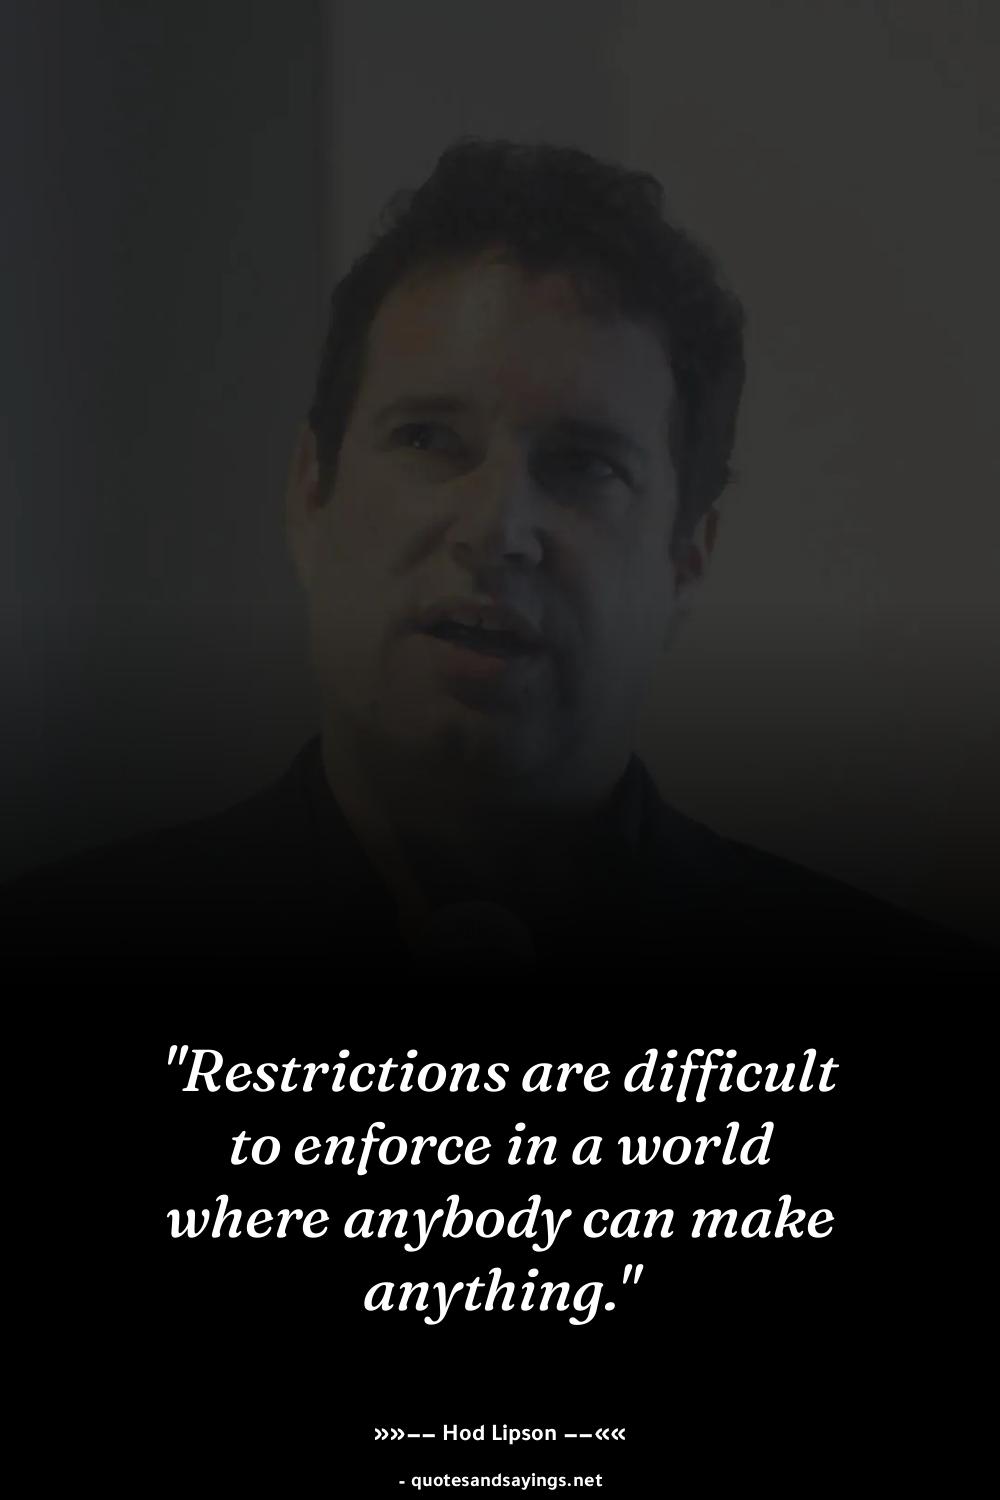 "Restrictions are difficult
to enforce in a world
where anybody can make
anything."
»»—— Hod Lipson ——««
- quotesandsayings.net